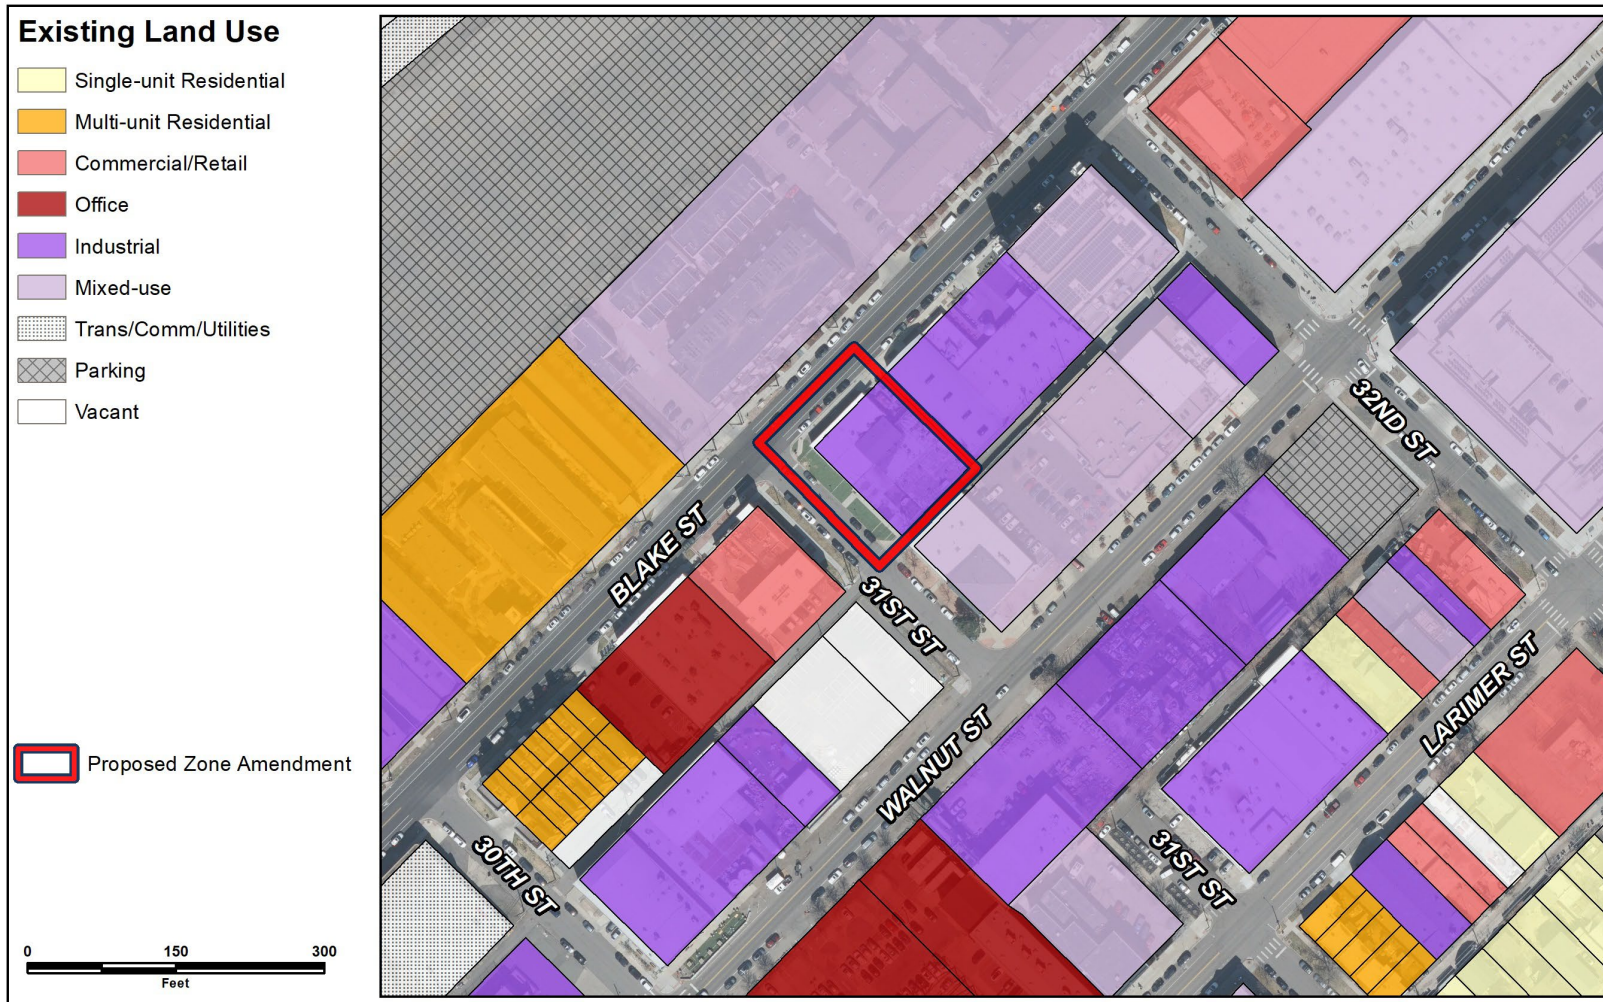 Existing Land Use
Single-unit Residential
Multi-unit Residential
Commercial/Retail
Office
Industrial
Mixed-use
Trans/Comm/Utilities
Parking
Vacant
Proposed Zone Amendment
0 150 300
Feet
32ND ST
BLAKE ST
31ST ST
LARIMER ST
WALNUT ST
31ST ST
30TH ST